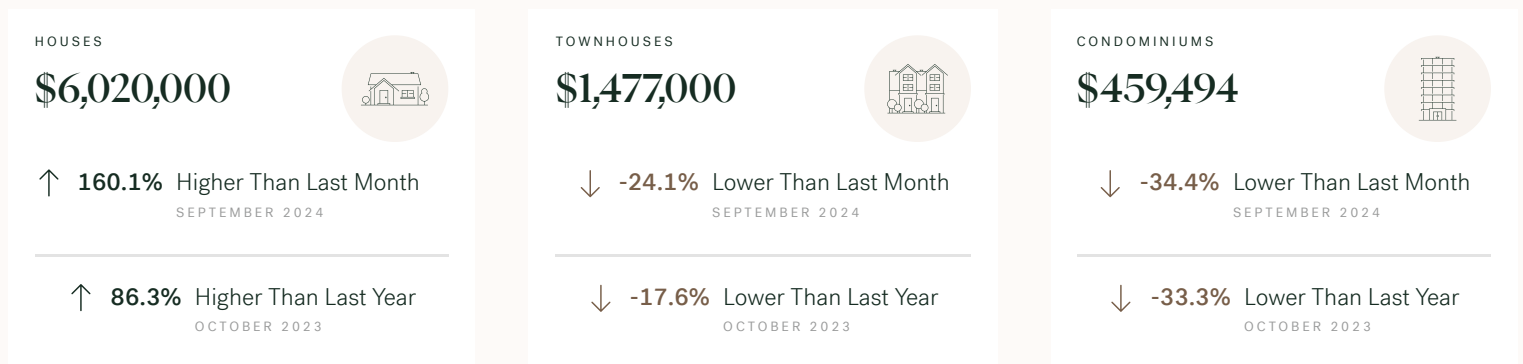 HOUSES
$6,020,000
160.1% Higher Than Last Month
SEPTEMBER 2024
86.3% Higher Than Last Year
OCTOBER 2023
TOWNHOUSES
$1,477,000
-24.1% Lower Than Last Month
SEPTEMBER 2024
-17.6% Lower Than Last Year
OCTOBER 2023
CONDOMINIUMS
$459,494
-34.4% Lower Than Last Month
SEPTEMBER 2024
-33.3% Lower Than Last Year
OCTOBER 2023